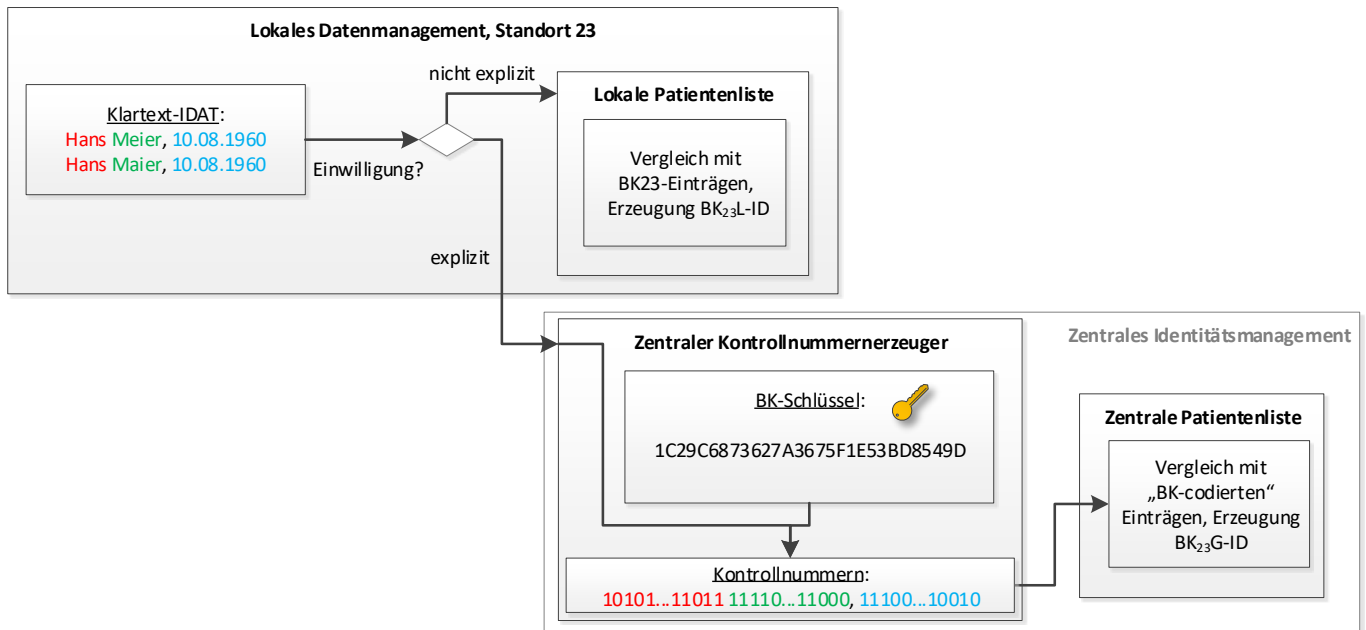 Lokales Datenmanagement, Standort 23
Klartext-IDAT:
Hans Meier, 10.08.1960
Hans Maier, 10.08.1960
Einwilligung?
nicht explizit
explizit
Lokale Patientenliste
Vergleich mit
BK23-Einträgen,
Erzeugung BK₂₃L-ID
Zentrales Identitätsmanagement
Zentraler Kontrollnummernerzeuger
BK-Schlüssel:
1C29C6873627A3675F1E53BD8549D
Kontrollnummern:
10101...11011 11110...11000, 11100...10010
Zentrale Patientenliste
Vergleich mit
„BK-codierten“
Einträgen, Erzeugung
BK₂₃G-ID